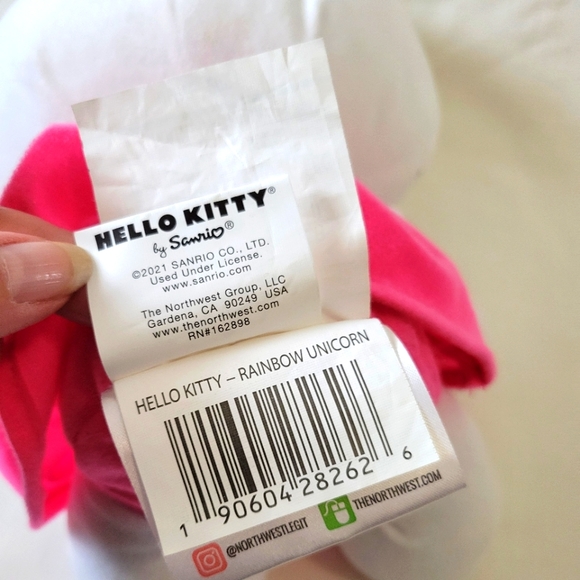 HELLO KITTY®
by Sanrio®
©2021 SANRIO CO., LTD.
Used Under License.
www.sanrio.com
The Northwest Group, LLC
Gardena, CA 90249 USA
www.thenorthwest.com
RN#162898
HELLO KITTY – RAINBOW UNICORN
1 90604 28262 6
@NORTHWESTLEGIT THENORTHWEST.COM